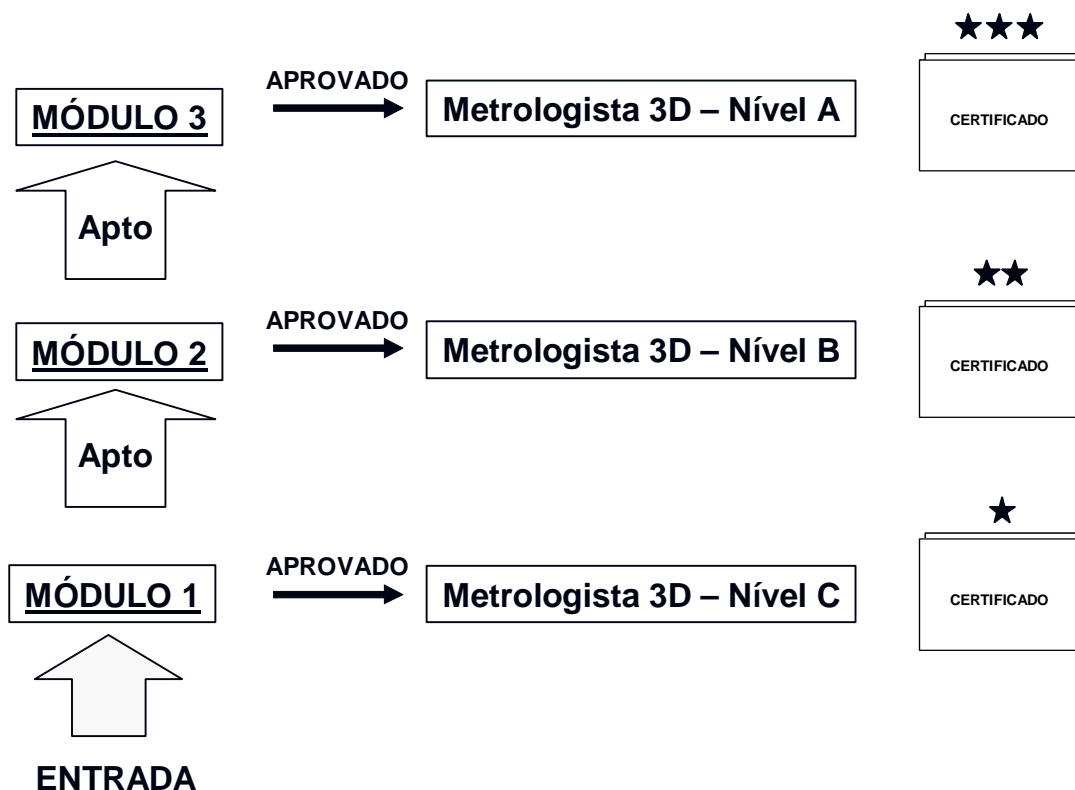 APROVADO
MÓDULO 3
Metrologista 3D – Nível A
CERTIFICADO
Apto
APROVADO
MÓDULO 2
Metrologista 3D – Nível B
CERTIFICADO
Apto
APROVADO
MÓDULO 1
Metrologista 3D – Nível C
CERTIFICADO
ENTRADA